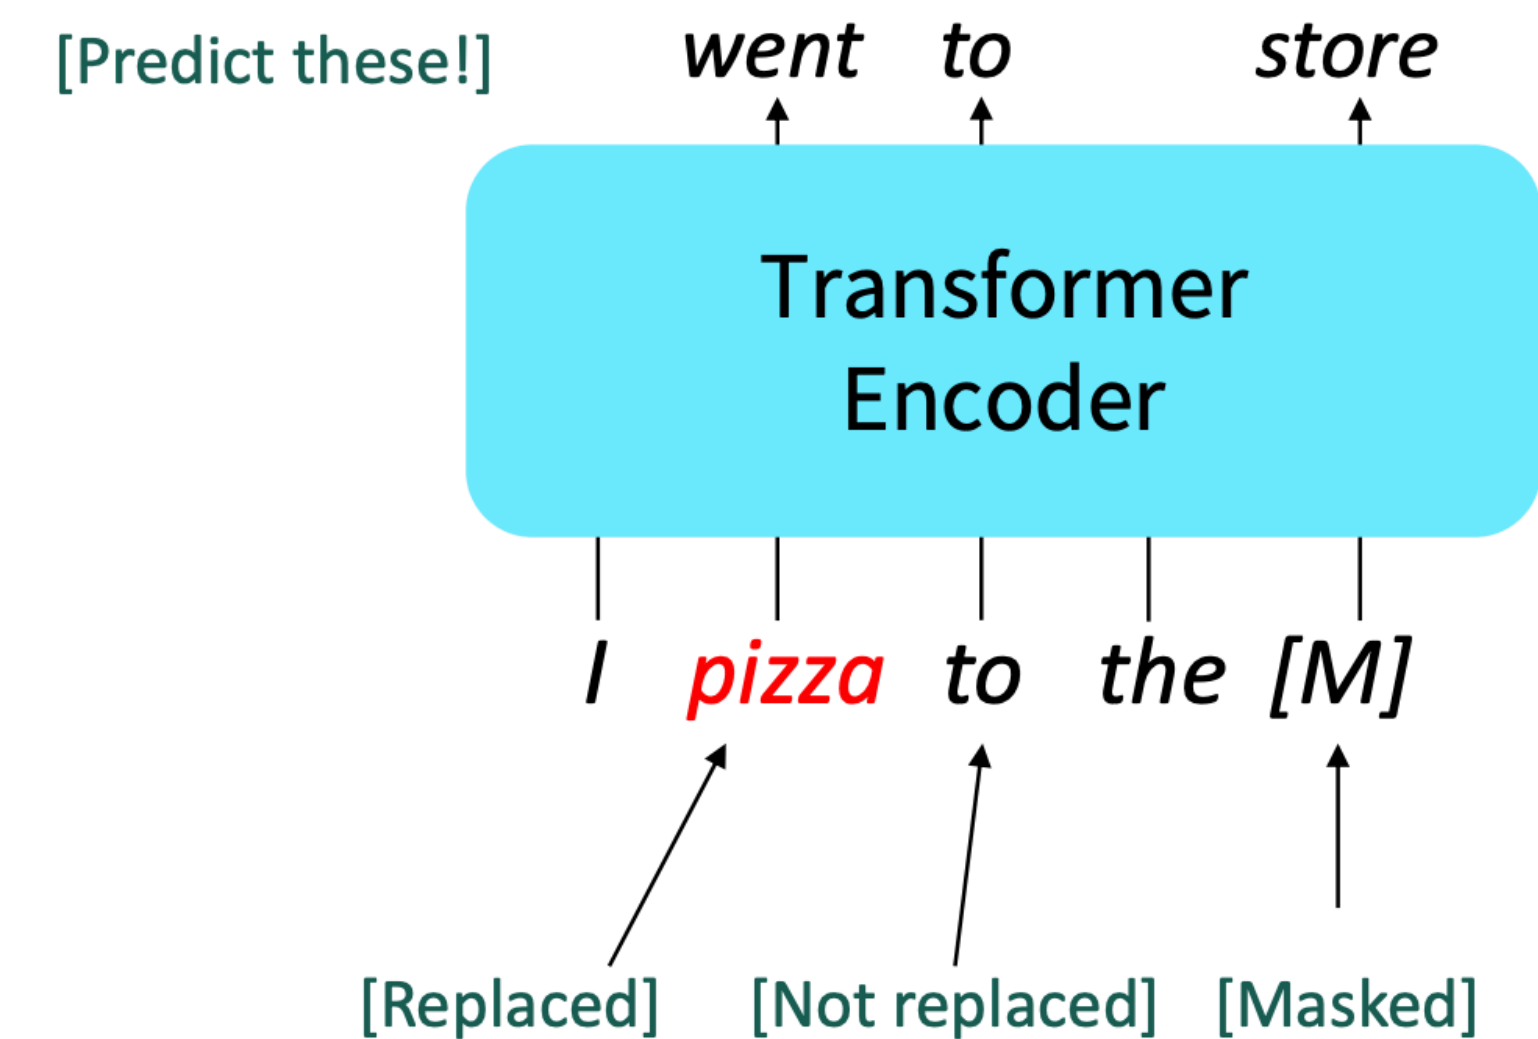 [Predict these!] went to store
Transformer
Encoder
I pizza to the [M]
[Replaced] [Not replaced] [Masked]